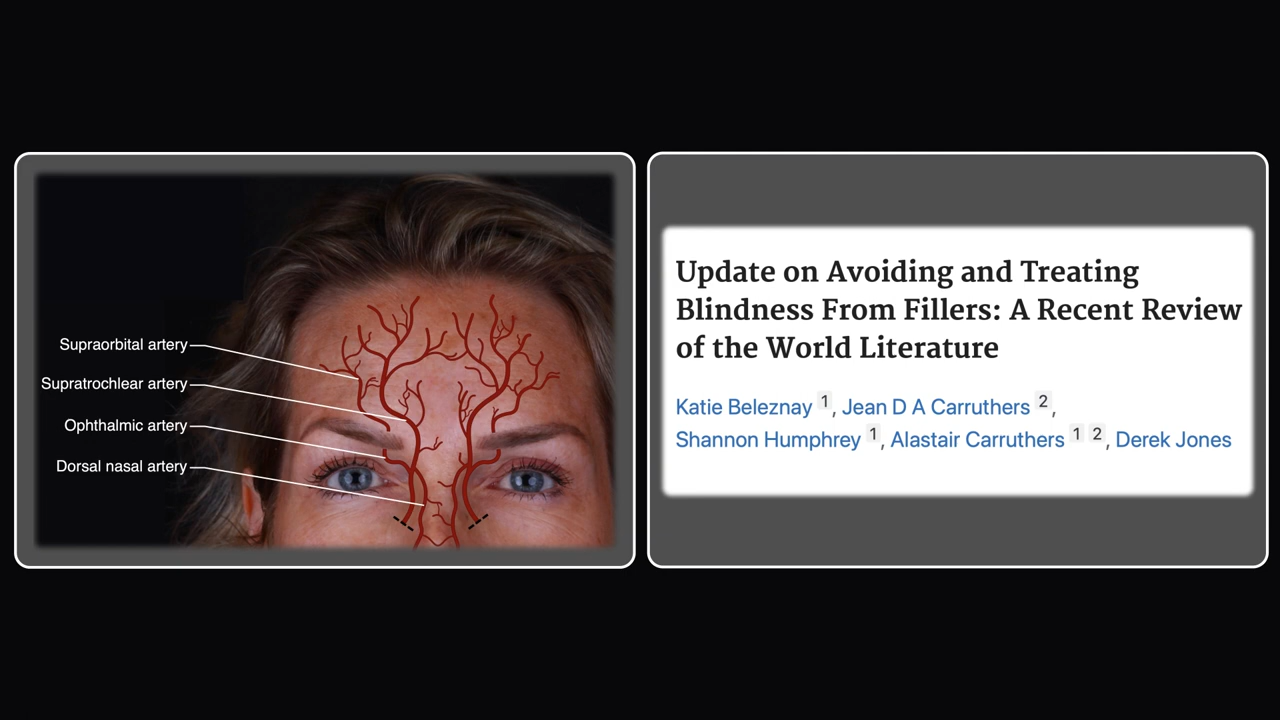 Supraorbital artery
Supratrochlear artery
Ophthalmic artery
Dorsal nasal artery
Update on Avoiding and Treating
Blindness From Fillers: A Recent Review
of the World Literature
Katie Beleznay 1, Jean D A Carruthers 2,
Shannon Humphrey 1, Alastair Carruthers 1 2, Derek Jones